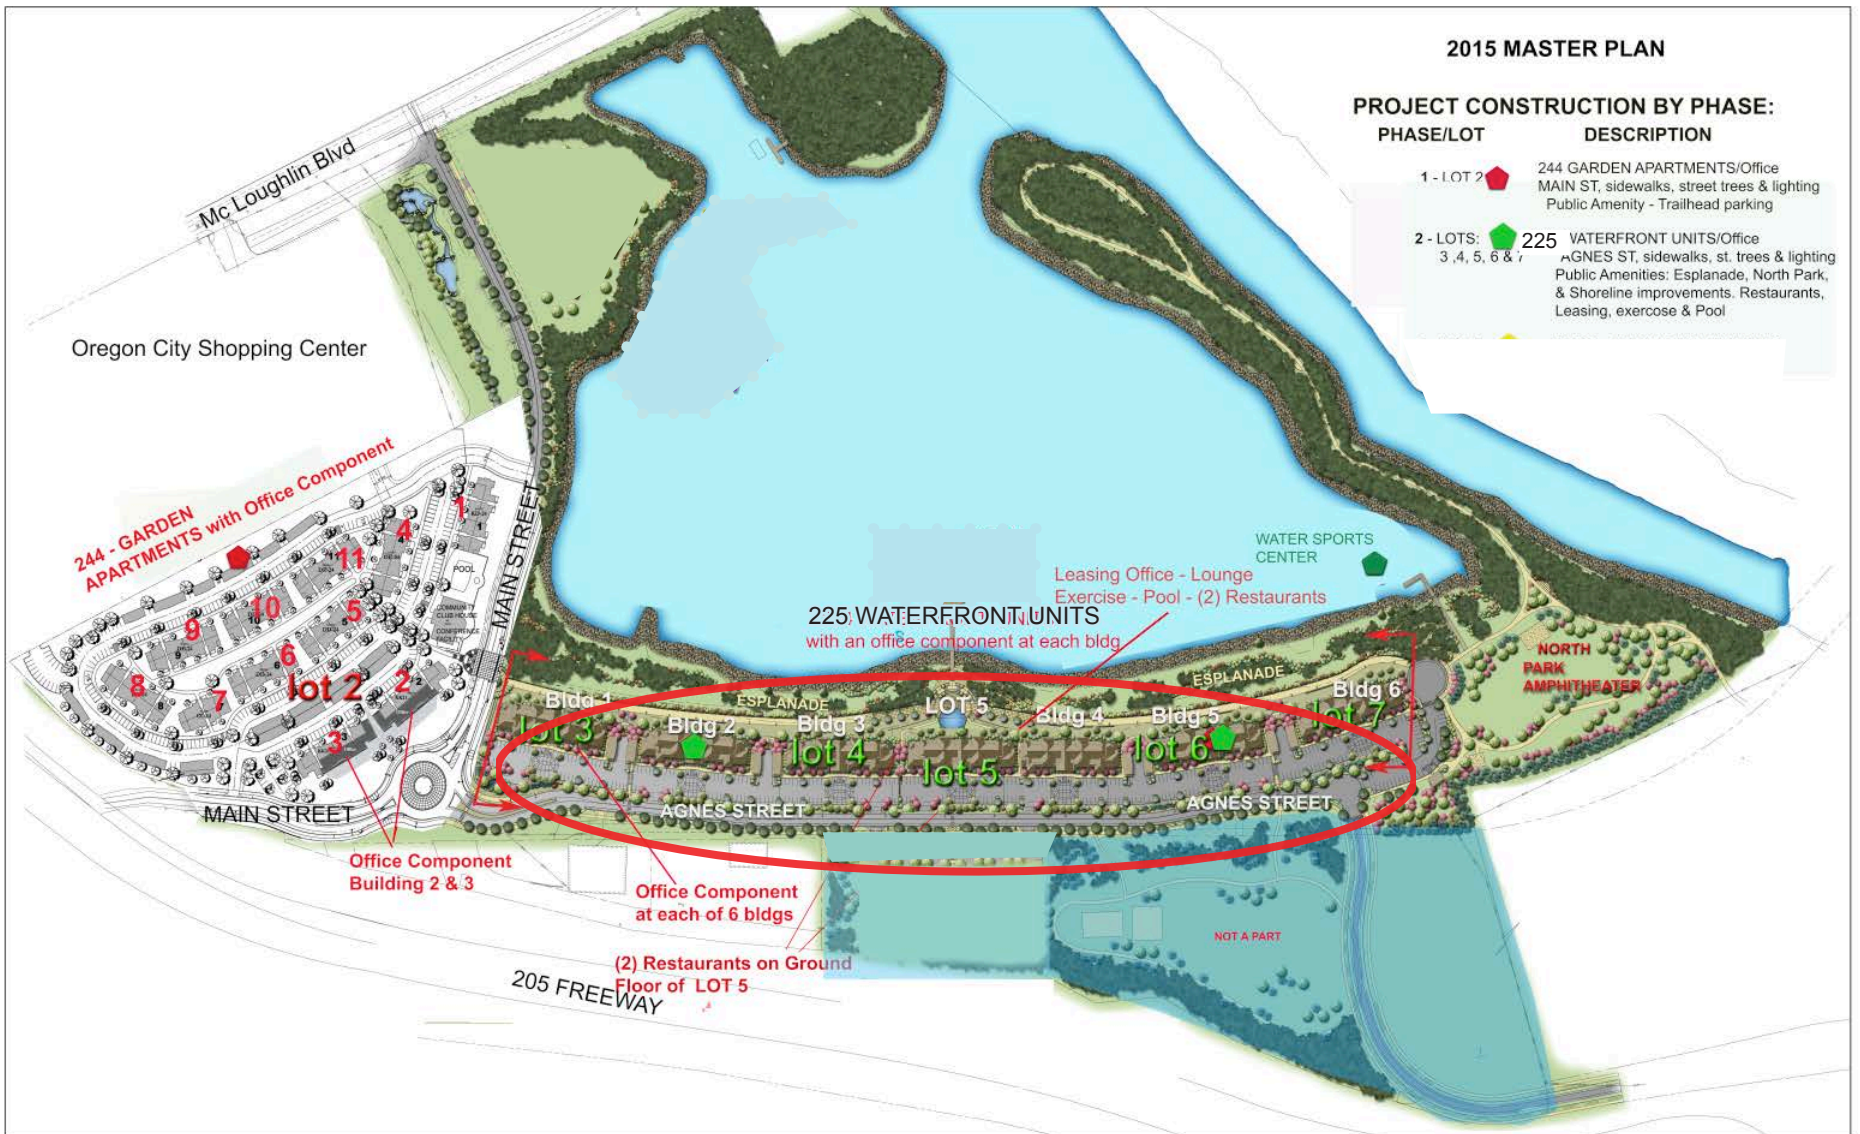 2015 MASTER PLAN
PROJECT CONSTRUCTION BY PHASE:
PHASE/LOT DESCRIPTION
1 - LOT 2 244 GARDEN APARTMENTS/Office
MAIN ST, sidewalks, street trees & lighting
Public Amenity - Trailhead parking
2 - LOTS: 225 WATERFRONT UNITS/Office
3 ,4, 5, 6 & 7 AGNES ST, sidewalks, st. trees & lighting
Public Amenities: Esplanade, North Park,
& Shoreline improvements. Restaurants,
Leasing, exercose & Pool
Mc Loughlin Blvd
Oregon City Shopping Center
244 - GARDEN
APARTMENTS with Office Component
1
4
11
10
5
9
6
8
7
2
3
lot 2
POOL
COMMUNITY
CLUB HOUSE
CONFERENCE
FACILITY
MAIN STREET
MAIN STREET
WATER SPORTS
CENTER
Leasing Office - Lounge
Exercise - Pool - (2) Restaurants
225 WATERFRONT UNITS
with an office component at each bldg
NORTH
PARK
AMPHITHEATER
ESPLANADE
ESPLANADE
Bldg 1
lot 3
Bldg 2
Bldg 3
lot 4
LOT 5
lot 5
Bldg 4
Bldg 5
lot 6
Bldg 6
lot 7
AGNES STREET
AGNES STREET
Office Component
Building 2 & 3
Office Component
at each of 6 bldgs
(2) Restaurants on Ground
Floor of LOT 5
205 FREEWAY
NOT A PART